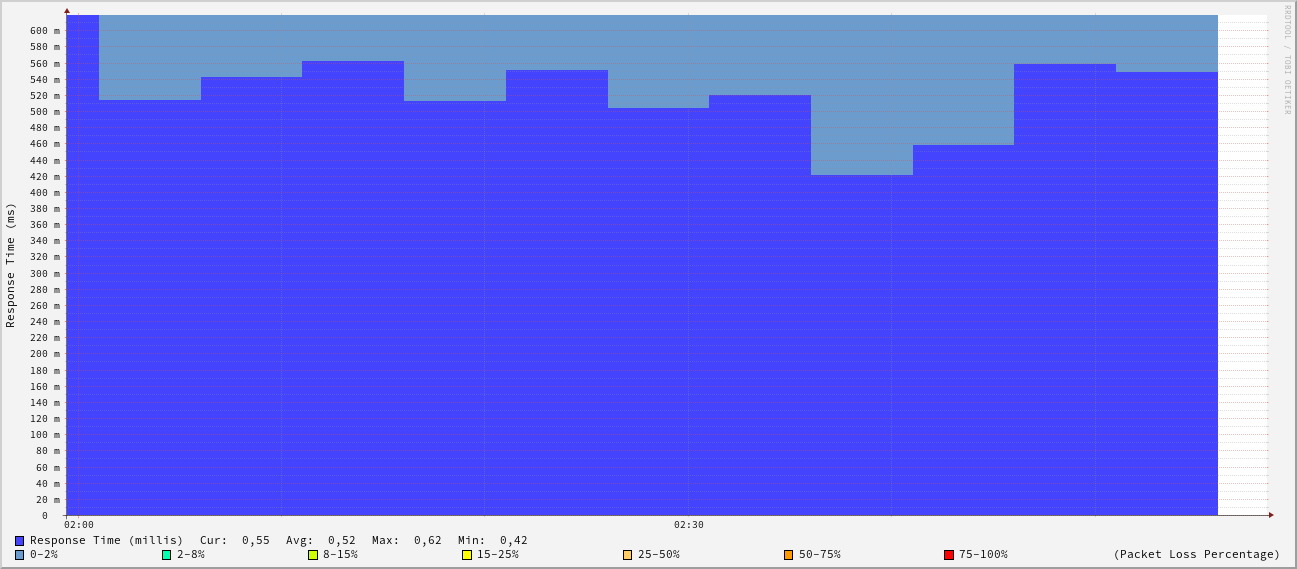 RRDTOOL / TOBI OETIKER
Response Time (ms)
600 m
580 m
560 m
540 m
520 m
500 m
480 m
460 m
440 m
420 m
400 m
380 m
360 m
340 m
320 m
300 m
280 m
260 m
240 m
220 m
200 m
180 m
160 m
140 m
120 m
100 m
80 m
60 m
40 m
20 m
0
02:00 02:30
Response Time (millis) Cur: 0,55 Avg: 0,52 Max: 0,62 Min: 0,42
0-2% 2-8% 8-15% 15-25% 25-50% 50-75% 75-100% (Packet Loss Percentage)